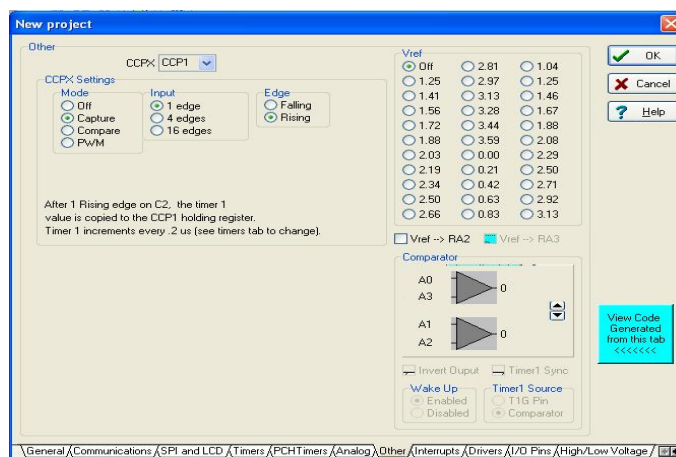 New project
Other
CCPX CCP1
CCPX Settings
Mode
Off
Capture
Compare
PWM
Input
1 edge
4 edges
16 edges
Edge
Falling
Rising
After 1 Rising edge on C2, the timer 1
value is copied to the CCP1 holding register.
Timer 1 increments every .2 us (see timers tab to change).
Vref
Off 2.81 1.04
1.25 2.97 1.25
1.41 3.13 1.46
1.56 3.28 1.67
1.72 3.44 1.88
1.88 3.59 2.08
2.03 0.00 2.29
2.19 0.21 2.50
2.34 0.42 2.71
2.50 0.63 2.92
2.66 0.83 3.13
Vref --> RA2 Vref --> RA3
Comparator
A0
A3
0
A1
A2
0
Invert Ouput Timer1 Sync
Wake Up
Enabled
Disabled
Timer1 Source
T1G Pin
Comparator
OK
Cancel
Help
View Code
Generated
from this tab
<<<<<<<
General Communications SPI and LCD Timers PCHTimers Analog Other Interrupts Drivers I/O Pins High/Low Voltage